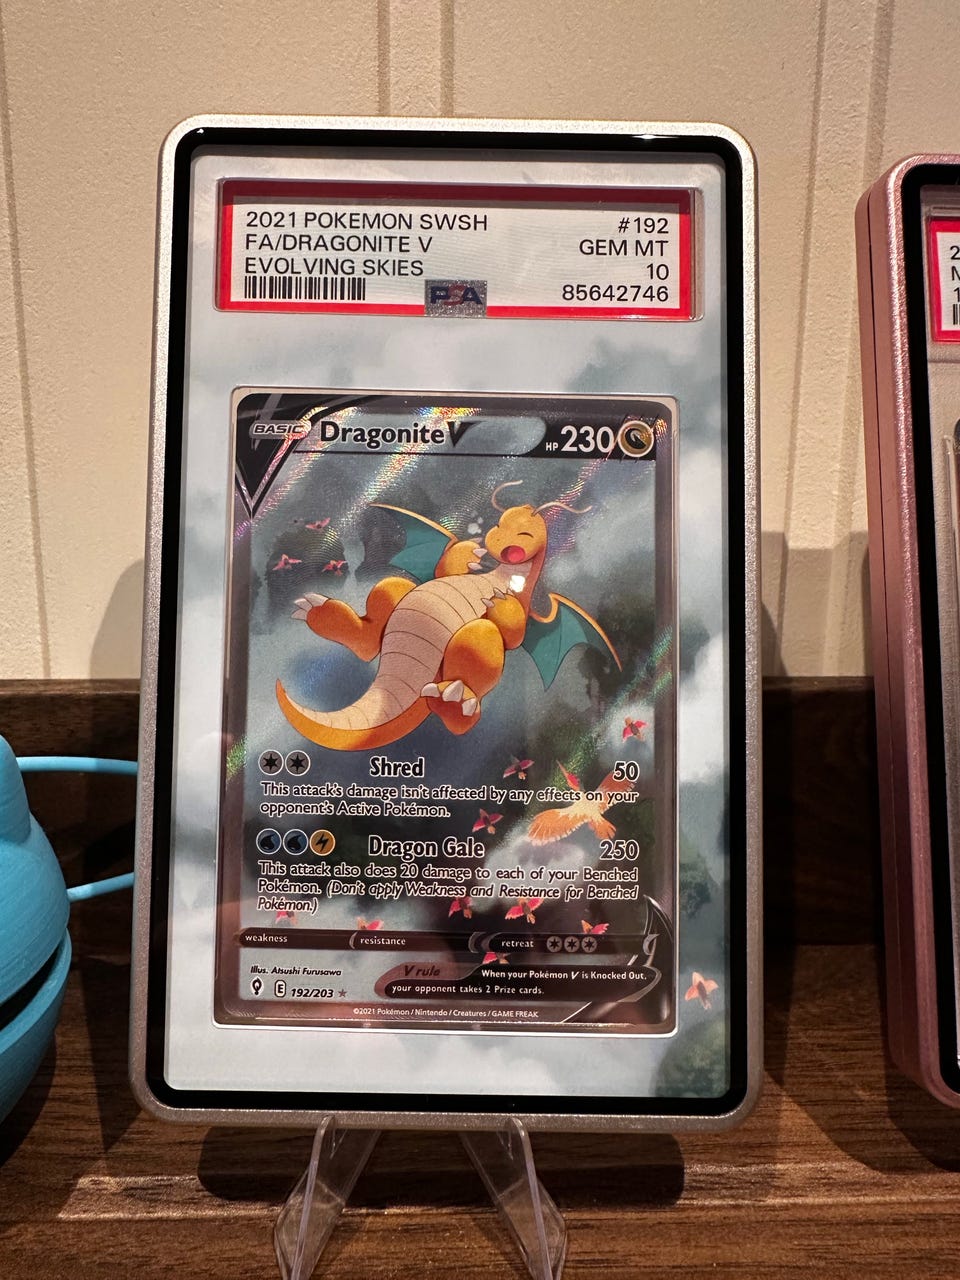 2021 POKEMON SWSH #192
FA/DRAGONITE V GEM MT
EVOLVING SKIES 10
PSA 85642746
BASIC Dragonite V HP 230
Shred 50
This attack's damage isn't affected by any effects on your
opponent's Active Pokémon.
Dragon Gale 250
This attack also does 20 damage to each of your Benched
Pokémon. (Don't apply Weakness and Resistance for Benched
Pokémon.)
weakness resistance retreat
Illus. Atsushi Furusawa
V rule When your Pokémon V is Knocked Out,
your opponent takes 2 Prize cards.
E 192/203
©2021 Pokémon / Nintendo / Creatures / GAME FREAK